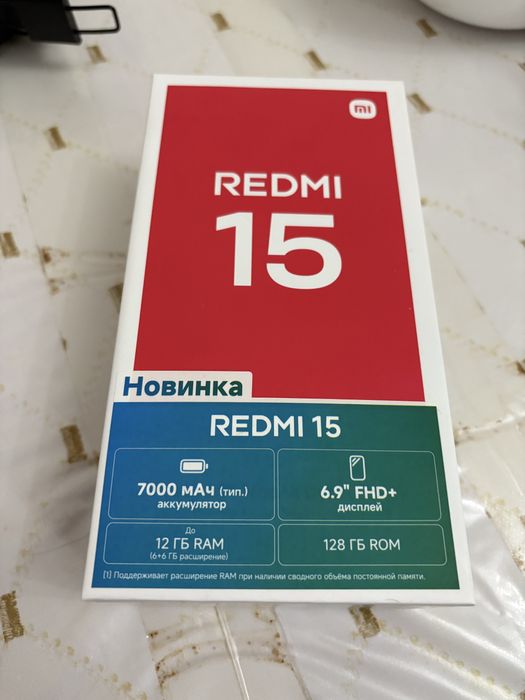 mi
REDMI
15
Новинка
REDMI 15
7000 мАч (тип.)
аккумулятор
6.9" FHD+
дисплей
До
12 ГБ RAM
(6+6 ГБ расширение)
128 ГБ ROM
[1] Поддерживает расширение RAM при наличии сводного объёма постоянной памяти.